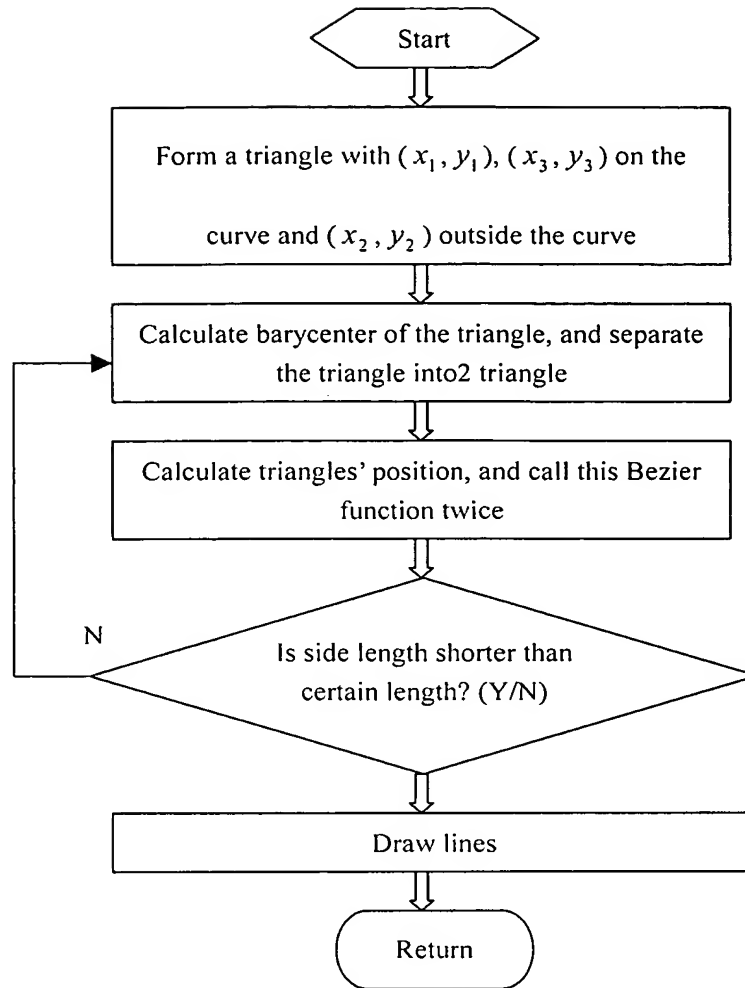 Start
Form a triangle with (x₁, y₁), (x₃, y₃) on the
curve and (x₂, y₂) outside the curve
Calculate barycenter of the triangle, and separate
the triangle into2 triangle
Calculate triangles' position, and call this Bezier
function twice
N
Is side length shorter than
certain length? (Y/N)
Draw lines
Return